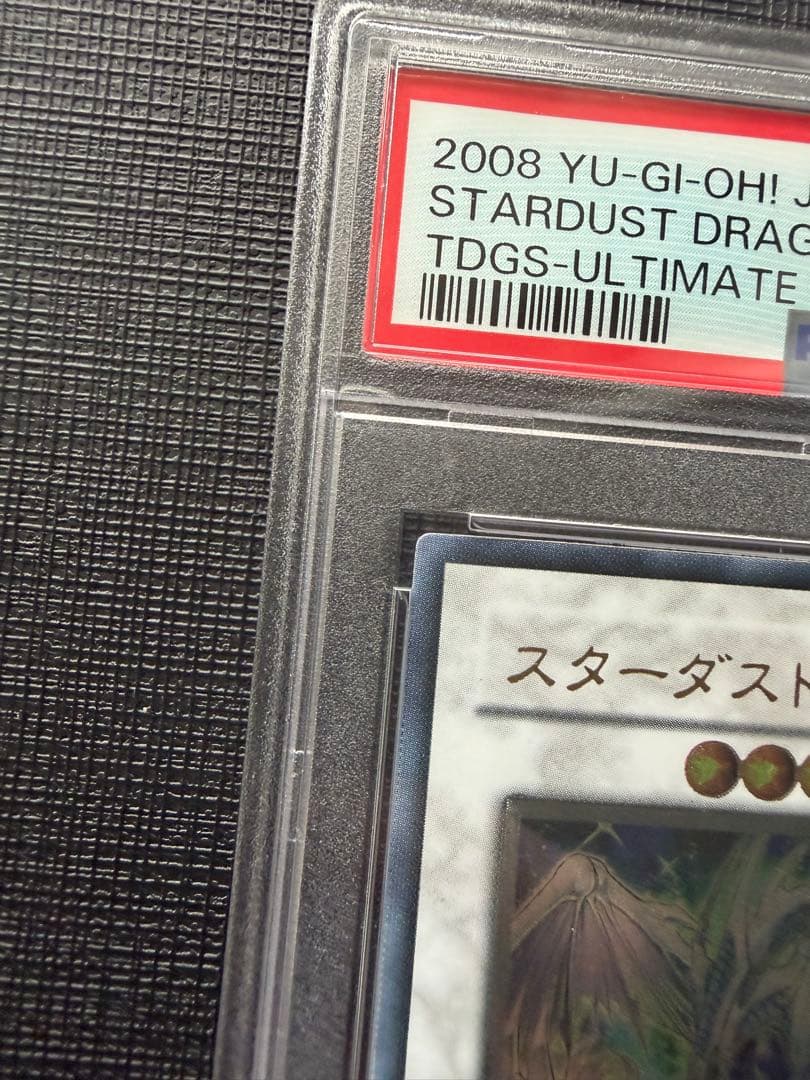 2008 YU-GI-OH! J
STARDUST DRAG
TDGS-ULTIMATE
スターダスト